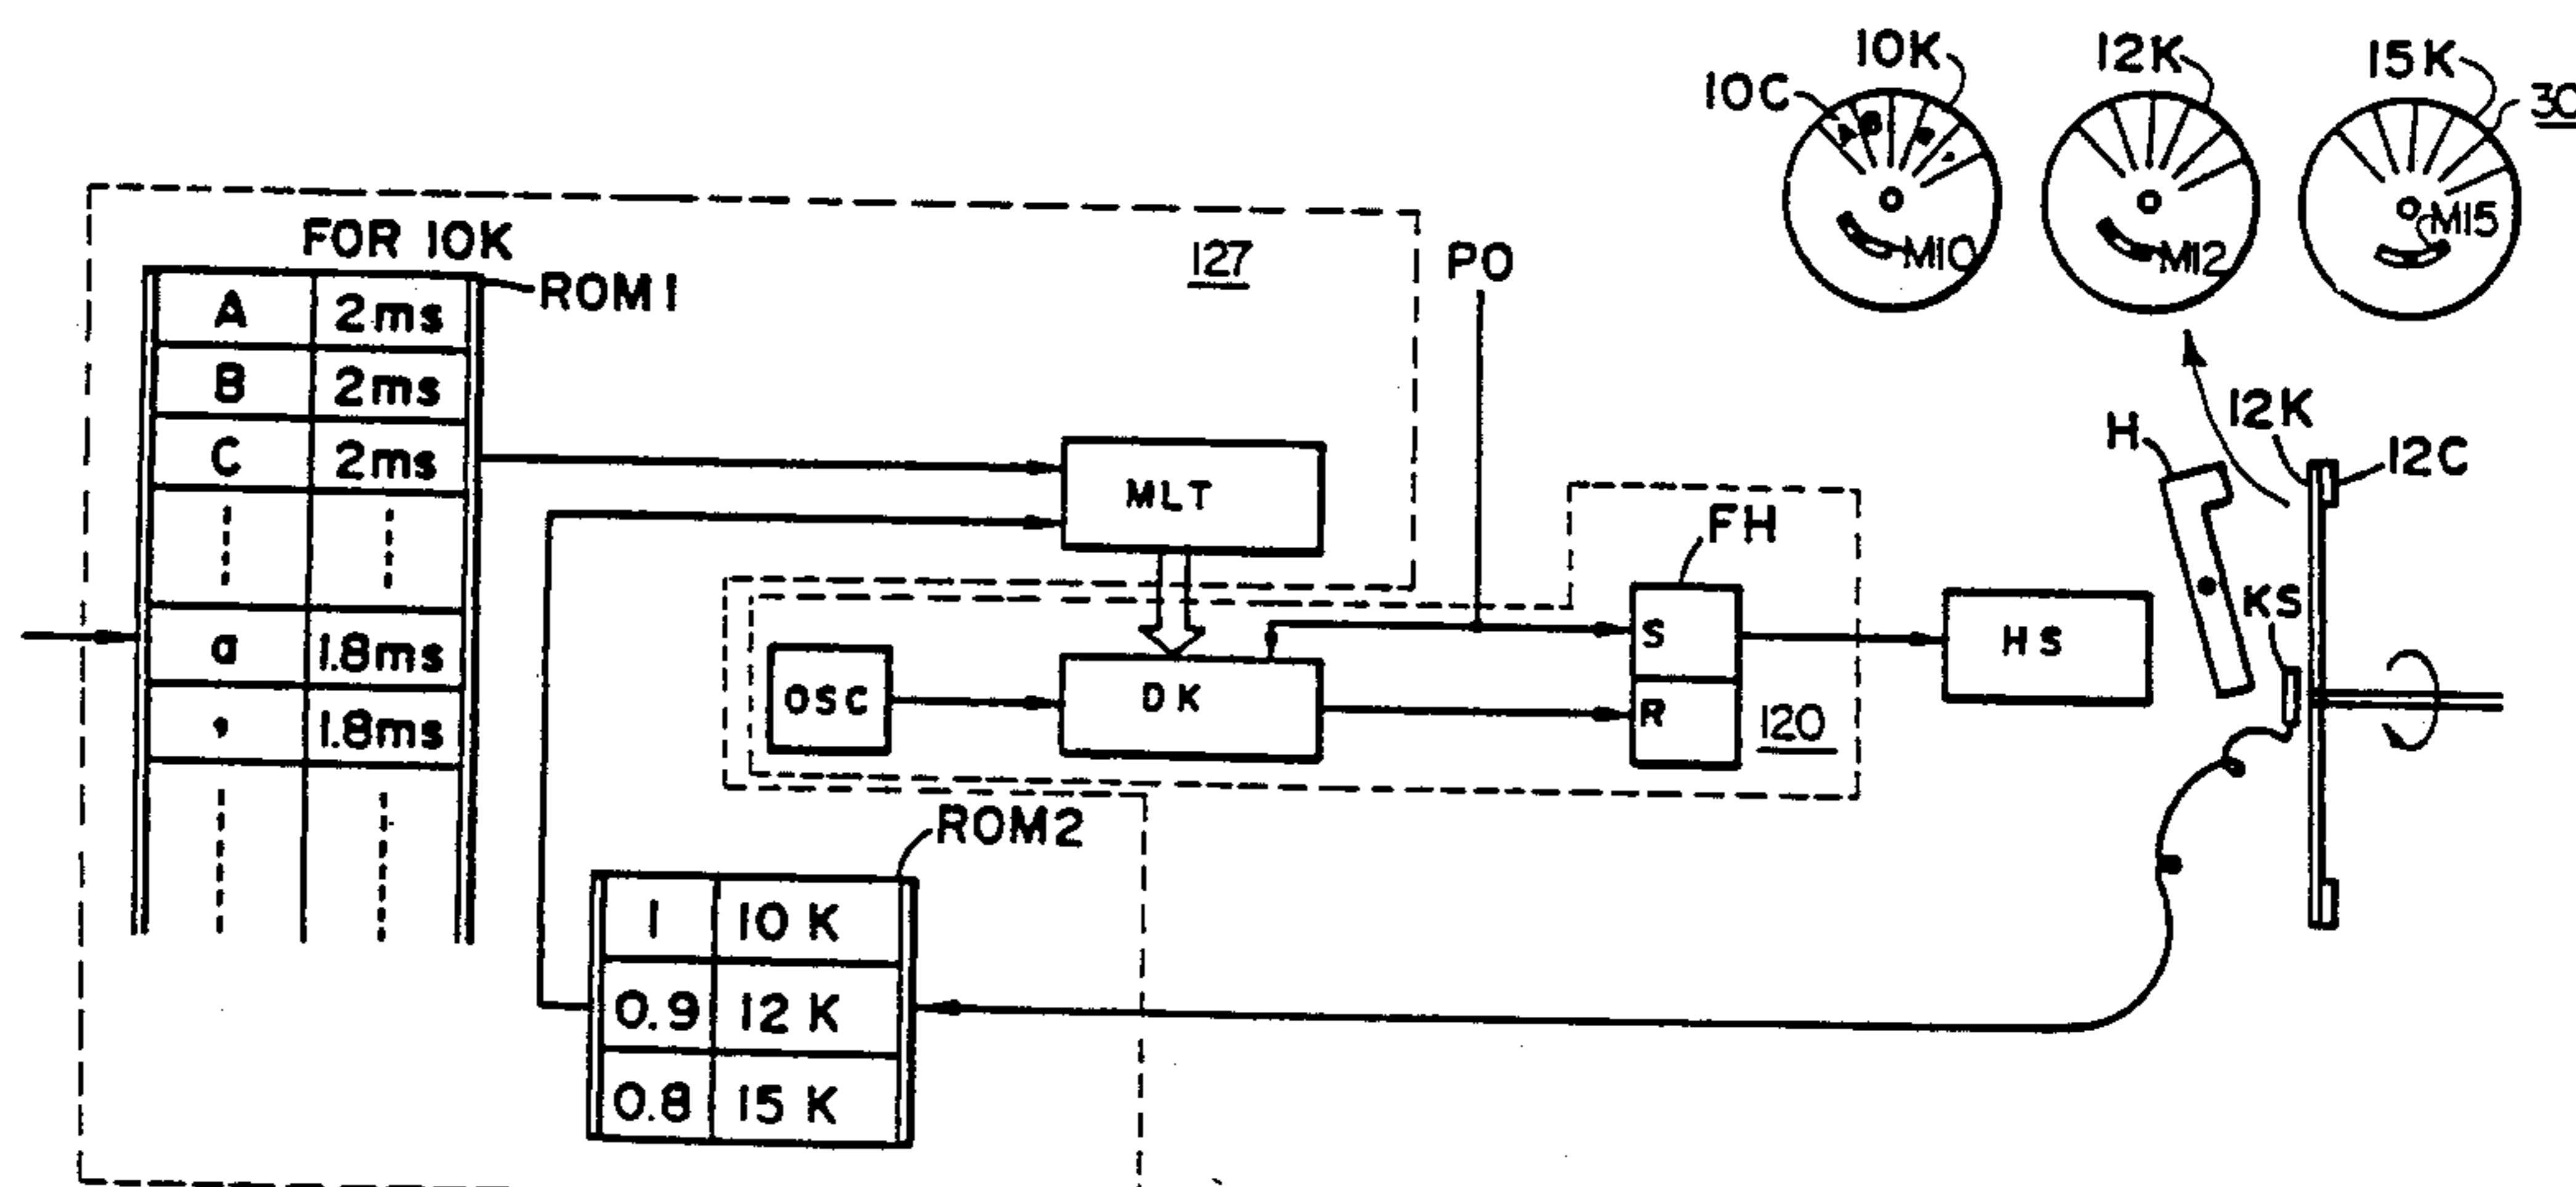 10K
12K
15K
10C
30
A B a ,
M10
M12
M15
FOR 10K
127
PO
ROM1
A 2ms
B 2ms
C 2ms
a 1.8ms
, 1.8ms
MLT
H
12K
12C
FH
KS
S
HS
OSC
DK
R
120
ROM2
1 10 K
0.9 12 K
0.8 15 K